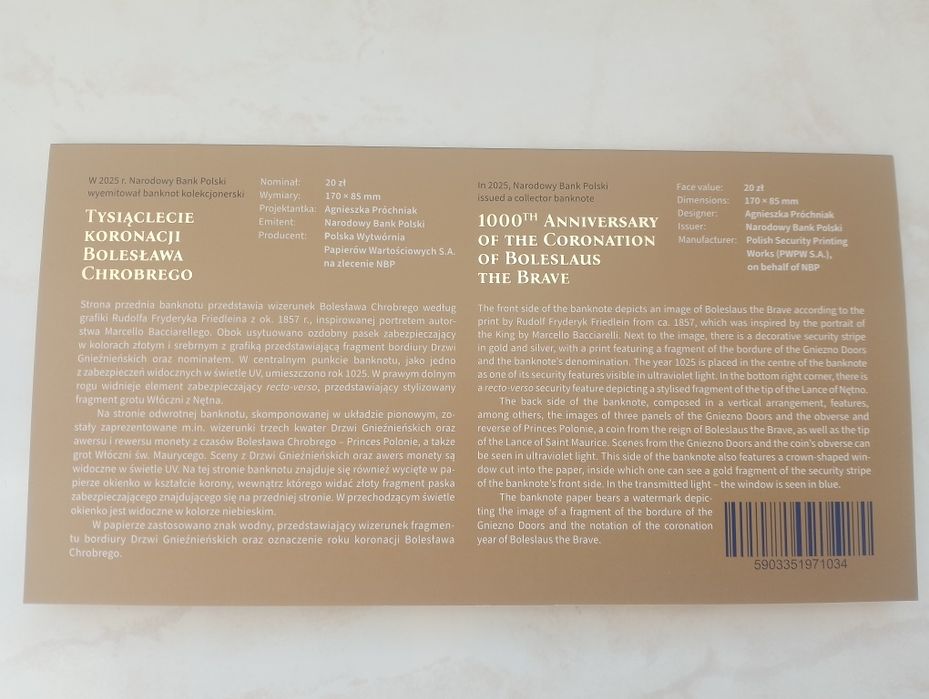 W 2025 r. Narodowy Bank Polski
wyemitował banknot kolekcjonerski
TYSIĄCLECIE
KORONACJI
BOLESŁAWA
CHROBREGO
Nominał: 20 zł
Wymiary: 170 × 85 mm
Projektantka: Agnieszka Próchniak
Emitent: Narodowy Bank Polski
Producent: Polska Wytwórnia
Papierów Wartościowych S.A.
na zlecenie NBP
Strona przednia banknotu przedstawia wizerunek Bolesława Chrobrego według
grafiki Rudolfa Fryderyka Friedleina z ok. 1857 r., inspirowanej portretem autor-
stwa Marcello Bacciarellego. Obok usytuowano ozdobny pasek zabezpieczający
w kolorach złotym i srebrnym z grafiką przedstawiającą fragment bordiury Drzwi
Gnieźnieńskich oraz nominałem. W centralnym punkcie banknotu, jako jedno
z zabezpieczeń widocznych w świetle UV, umieszczono rok 1025. W prawym dolnym
rogu widnieje element zabezpieczający recto-verso, przedstawiający stylizowany
fragment grotu Włóczni z Nętna.
Na stronie odwrotnej banknotu, skomponowanej w układzie pionowym, zo-
stały zaprezentowane m.in. wizerunki trzech kwater Drzwi Gnieźnieńskich oraz
awersu i rewersu monety z czasów Bolesława Chrobrego – Princes Polonie, a także
grot Włóczni św. Maurycego. Sceny z Drzwi Gnieźnieńskich oraz awers monety są
widoczne w świetle UV. Na tej stronie banknotu znajduje się również wycięte w pa-
pierze okienko w kształcie korony, wewnątrz którego widać złoty fragment paska
zabezpieczającego znajdującego się na przedniej stronie. W przechodzącym świetle
okienko jest widoczne w kolorze niebieskim.
W papierze zastosowano znak wodny, przedstawiający wizerunek fragmen-
tu bordiury Drzwi Gnieźnieńskich oraz oznaczenie roku koronacji Bolesława
Chrobrego.
In 2025, Narodowy Bank Polski
issued a collector banknote
1000TH ANNIVERSARY
OF THE CORONATION
OF BOLESLAUS
THE BRAVE
Face value: 20 zł
Dimensions: 170 × 85 mm
Designer: Agnieszka Próchniak
Issuer: Narodowy Bank Polski
Manufacturer: Polish Security Printing
Works (PWPW S.A.),
on behalf of NBP
The front side of the banknote depicts an image of Boleslaus the Brave according to the
print by Rudolf Fryderyk Friedlein from ca. 1857, which was inspired by the portrait of
the King by Marcello Bacciarelli. Next to the image, there is a decorative security stripe
in gold and silver, with a print featuring a fragment of the bordure of the Gniezno Doors
and the banknote's denomination. The year 1025 is placed in the centre of the banknote
as one of its security features visible in ultraviolet light. In the bottom right corner, there is
a recto-verso security feature depicting a stylised fragment of the tip of the Lance of Nętno.
The back side of the banknote, composed in a vertical arrangement, features,
among others, the images of three panels of the Gniezno Doors and the obverse and
reverse of Princes Polonie, a coin from the reign of Boleslaus the Brave, as well as the tip
of the Lance of Saint Maurice. Scenes from the Gniezno Doors and the coin's obverse can
be seen in ultraviolet light. This side of the banknote also features a crown-shaped win-
dow cut into the paper, inside which one can see a gold fragment of the security stripe
of the banknote's front side. In the transmitted light – the window is seen in blue.
The banknote paper bears a watermark depic-
ting the image of a fragment of the bordure of the
Gniezno Doors and the notation of the coronation
year of Boleslaus the Brave.
5903351971034